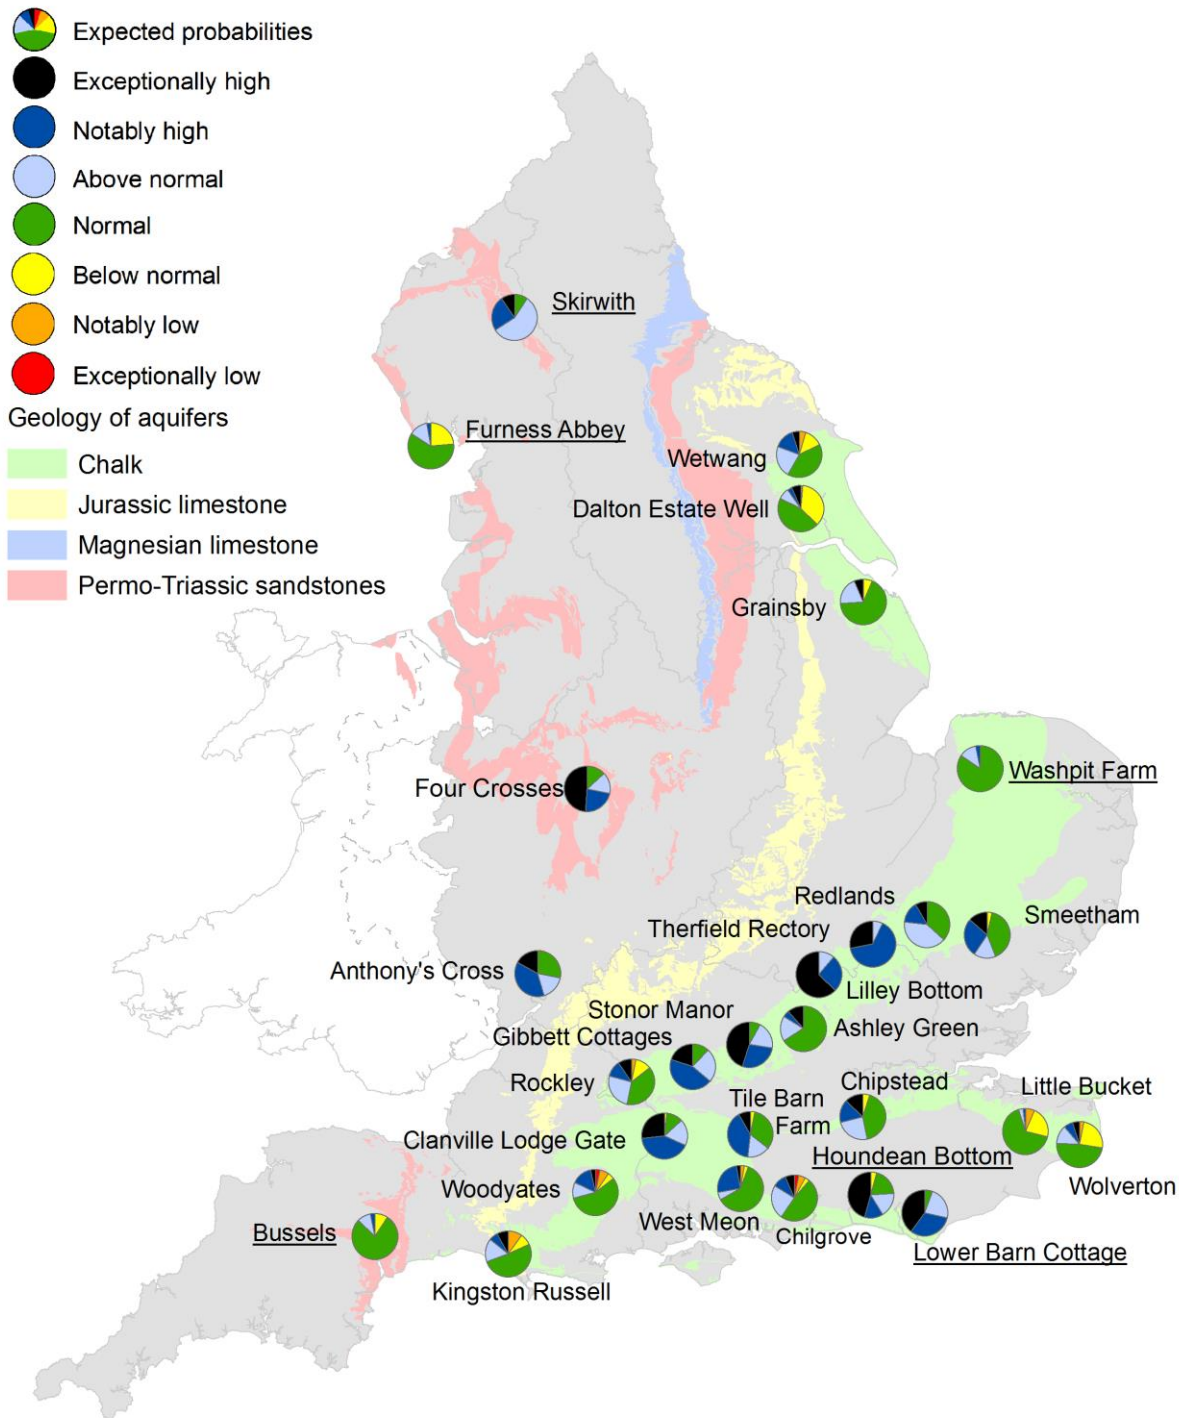 Expected probabilities
Exceptionally high
Notably high
Above normal
Normal
Below normal
Notably low
Exceptionally low
Geology of aquifers
Chalk
Jurassic limestone
Magnesian limestone
Permo-Triassic sandstones
Skirwith
Furness Abbey
Wetwang
Dalton Estate Well
Grainsby
Four Crosses
Washpit Farm
Redlands
Smeetham
Therfield Rectory
Anthony's Cross
Lilley Bottom
Stonor Manor
Ashley Green
Gibbett Cottages
Rockley
Chipstead
Little Bucket
Tile Barn
Farm
Clanville Lodge Gate
Houndean Bottom
Woodyates
Wolverton
West Meon
Chilgrove
Bussels
Lower Barn Cottage
Kingston Russell